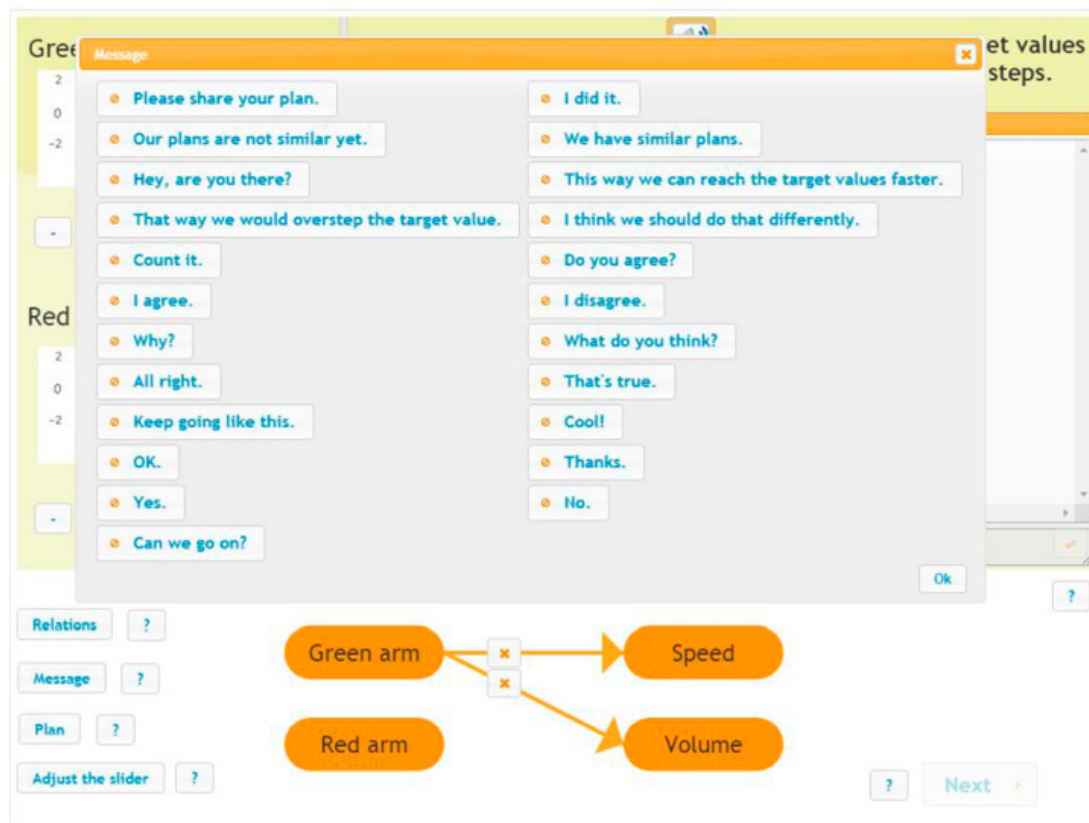 Gree
et values
steps.
Message
2
0
-2
-
Please share your plan.
I did it.
Our plans are not similar yet.
We have similar plans.
Hey, are you there?
This way we can reach the target values faster.
That way we would overstep the target value.
I think we should do that differently.
Count it.
Do you agree?
I agree.
I disagree.
Why?
What do you think?
All right.
That's true.
Keep going like this.
Cool!
OK.
Thanks.
Yes.
No.
Can we go on?
Ok
Red
2
0
-2
-
?
Relations ?
Message ?
Plan ?
Adjust the slider ?
Green arm
Speed
Red arm
Volume
? Next